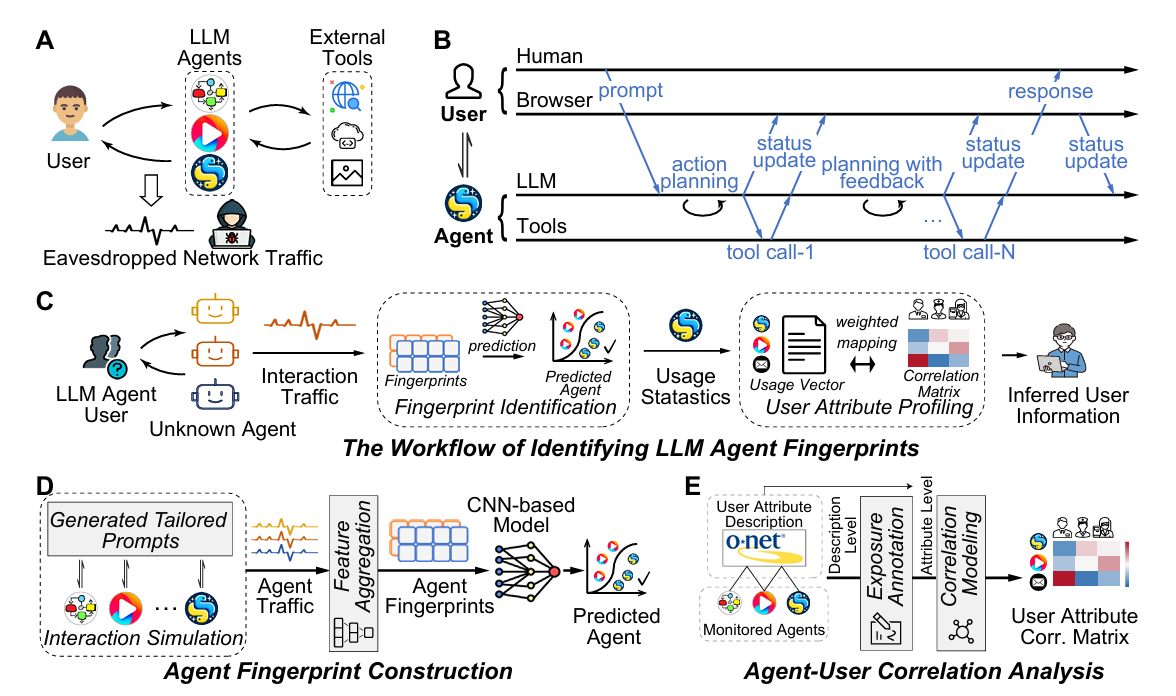 A
LLM
Agents
External
Tools
User
Eavesdropped Network Traffic
B
Human
Browser
User
Agent
LLM
Tools
prompt
action
planning
status
update
planning with
feedback
status
update
response
status
update
...
tool call-1
tool call-N
C
LLM Agent
User
Unknown Agent
Interaction
Traffic
Fingerprints
prediction
Predicted
Agent
Fingerprint Identification
Usage
Statastics
Usage Vector
weighted
mapping
Correlation
Matrix
User Attribute Profiling
Inferred User
Information
The Workflow of Identifying LLM Agent Fingerprints
D
Generated Tailored
Prompts
...
Interaction Simulation
Agent
Traffic
Feature
Aggregation
Agent
Fingerprints
CNN-based
Model
Predicted
Agent
Agent Fingerprint Construction
E
User Attribute
Description
o*net
Monitored Agents
Description
Level
Exposure
Annotation
Attribute Level
Correlation
Modeling
User Attribute
Corr. Matrix
Agent-User Correlation Analysis